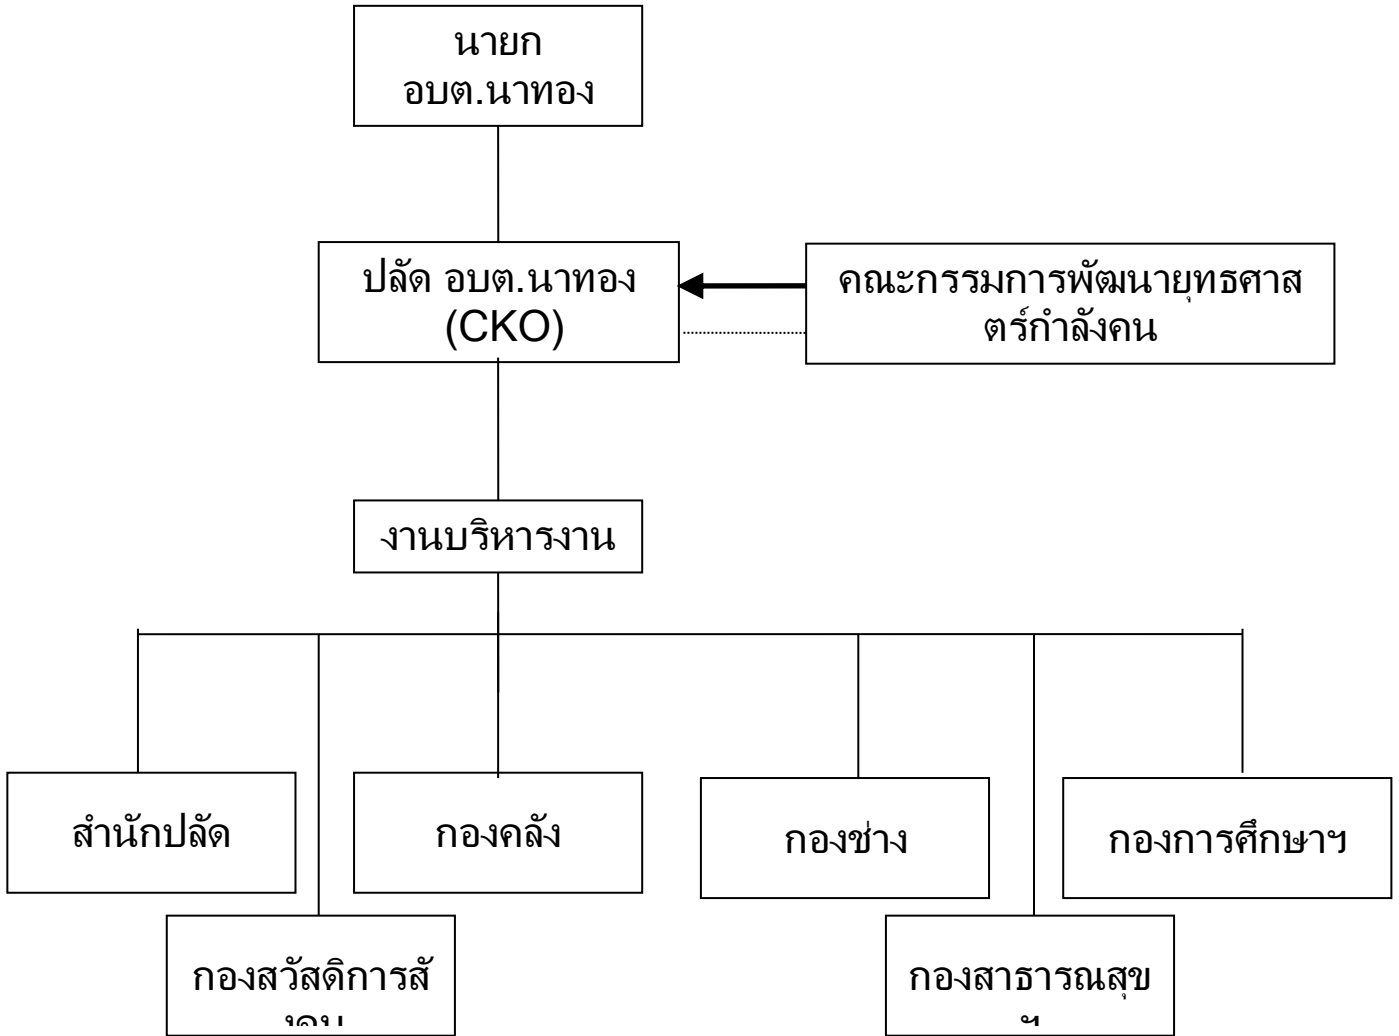 นายก
อบต.นาทอง
ปลัด อบต.นาทอง
(CKO)
คณะกรรมการพัฒนายุทธศาส
ตร์กำลังคน
งานบริหารงาน
สำนักปลัด
กองคลัง
กองช่าง
กองการศึกษาฯ
กองสวัสดิการสั
งคม
กองสาธารณสุข
ฯ